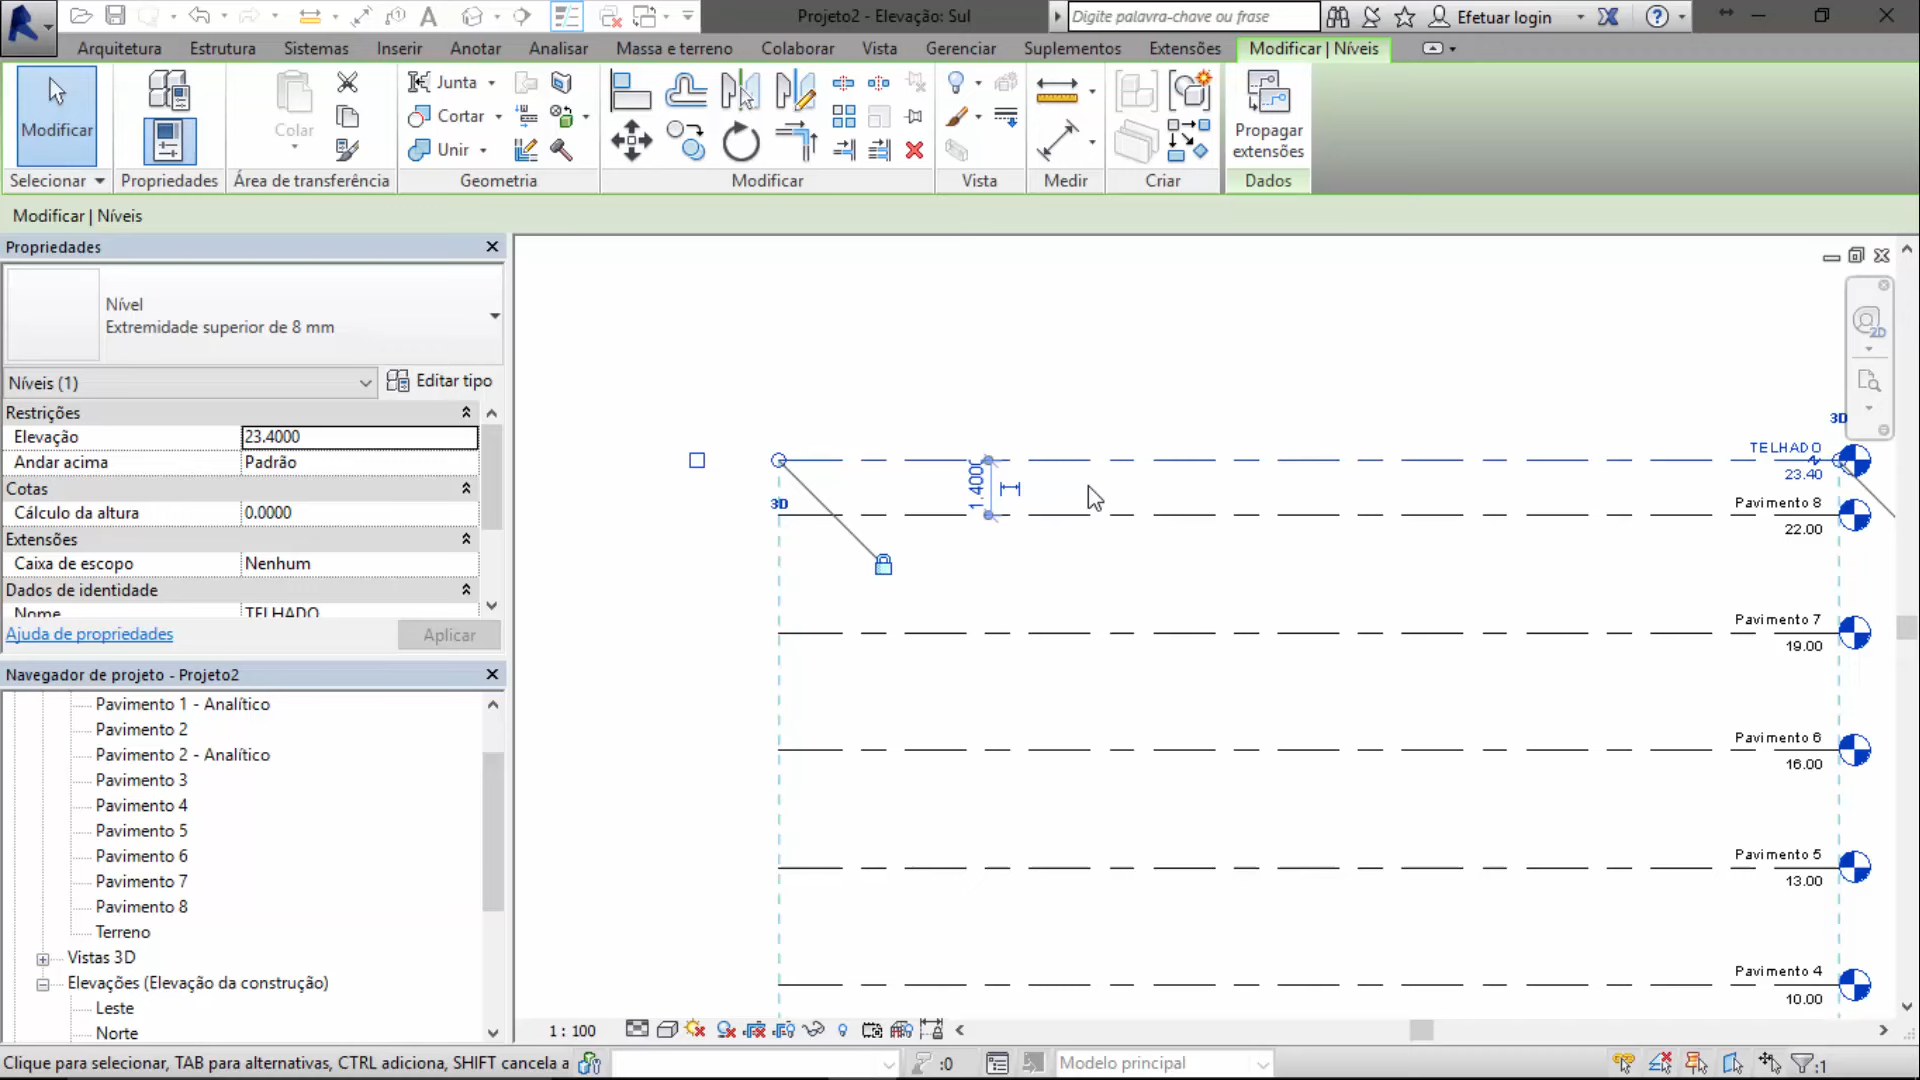 Projeto2 - Elevação: Sul
Digite palavra-chave ou frase
Efetuar login
Arquitetura Estrutura Sistemas Inserir Anotar Analisar Massa e terreno Colaborar Vista Gerenciar Suplementos Extensões Modificar | Níveis
Modificar
Colar
Junta
Cortar
Unir
Propagar
extensões
Selecionar Propriedades Área de transferência Geometria Modificar Vista Medir Criar Dados
Modificar | Níveis
Propriedades
Nível
Extremidade superior de 8 mm
Níveis (1)
Editar tipo
Restrições
Elevação 23.4000
Andar acima Padrão
Cotas
Cálculo da altura 0.0000
Extensões
Caixa de escopo Nenhum
Dados de identidade
Nome TELHADO
Ajuda de propriedades
Aplicar
Navegador de projeto - Projeto2
Pavimento 1 - Analítico
Pavimento 2
Pavimento 2 - Analítico
Pavimento 3
Pavimento 4
Pavimento 5
Pavimento 6
Pavimento 7
Pavimento 8
Terreno
Vistas 3D
Elevações (Elevação da construção)
Leste
Norte
2D
3D
TELHADO
23.40
1.4000
3D
Pavimento 8
22.00
Pavimento 7
19.00
Pavimento 6
16.00
Pavimento 5
13.00
Pavimento 4
10.00
1 : 100
Clique para selecionar, TAB para alternativas, CTRL adiciona, SHIFT cancela a
:0
Modelo principal
:1